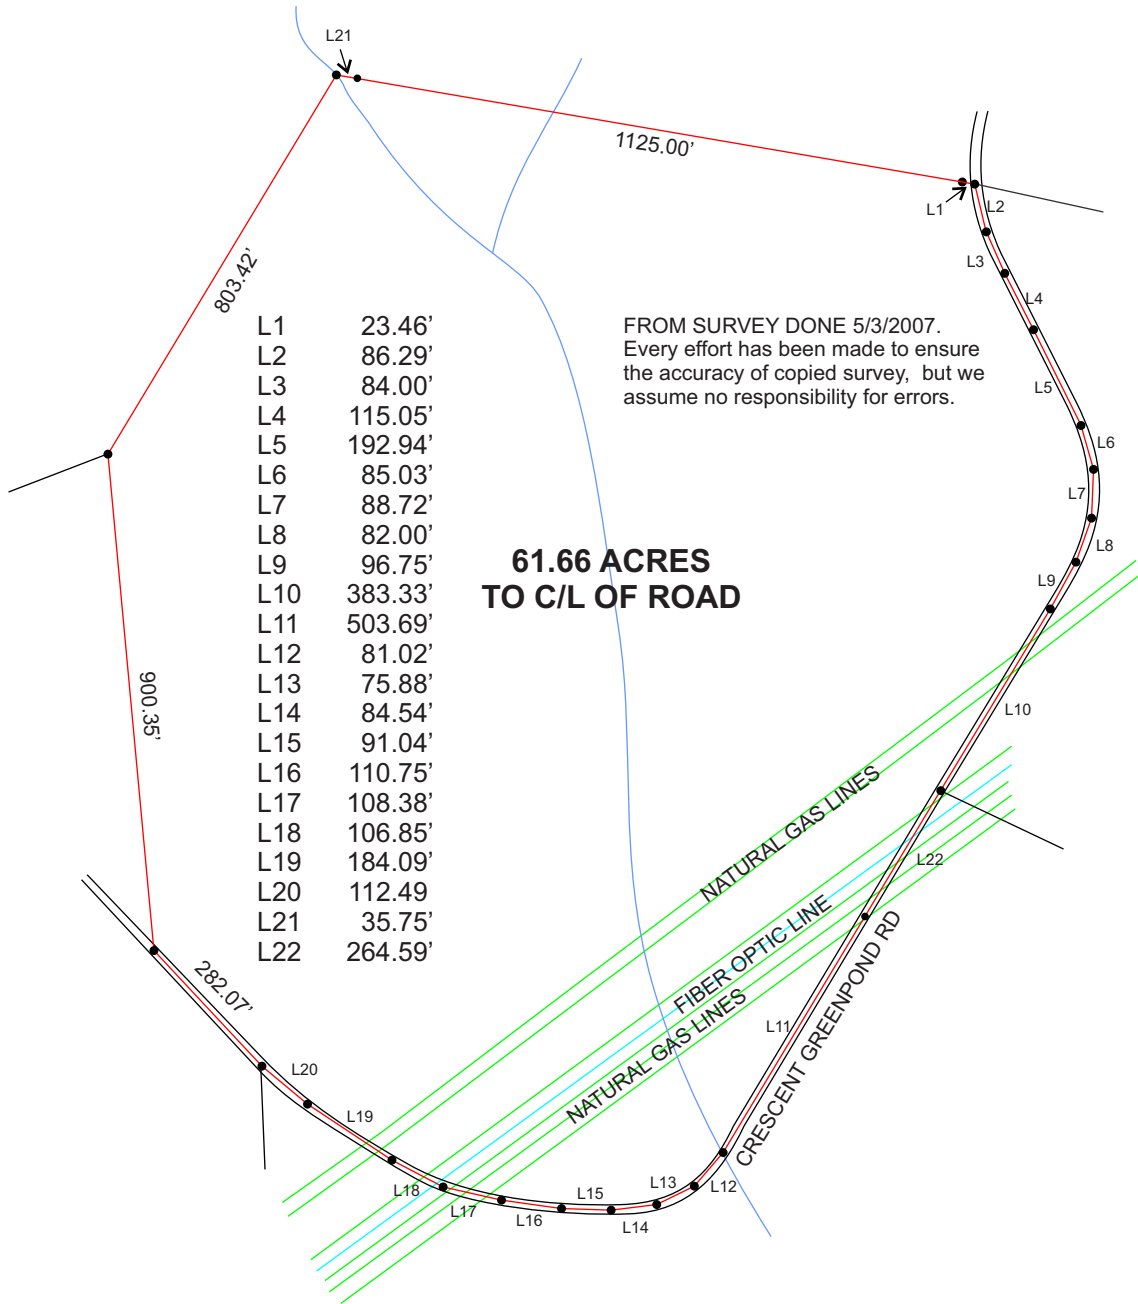 L21
1125.00’
L1
L2
L3
803.42’
L4
FROM SURVEY DONE 5/3/2007.
Every effort has been made to ensure
the accuracy of copied survey, but we
assume no responsibility for errors.
L1 23.46’
L2 86.29’
L3 84.00’
L4 115.05’
L5 192.94’
L6 85.03’
L7 88.72’
L8 82.00’
L9 96.75’
L10 383.33’
L11 503.69’
L12 81.02’
L13 75.88’
L14 84.54’
L15 91.04’
L16 110.75’
L17 108.38’
L18 106.85’
L19 184.09’
L20 112.49
L21 35.75’
L22 264.59’
L5
L6
L7
L8
61.66 ACRES
TO C/L OF ROAD
L9
900.35’
L10
NATURAL GAS LINES
L22
FIBER OPTIC LINE
NATURAL GAS LINES
CRESCENT GREENPOND RD
282.07’
L11
L20
L19
L18
L17
L16
L15
L14
L13
L12